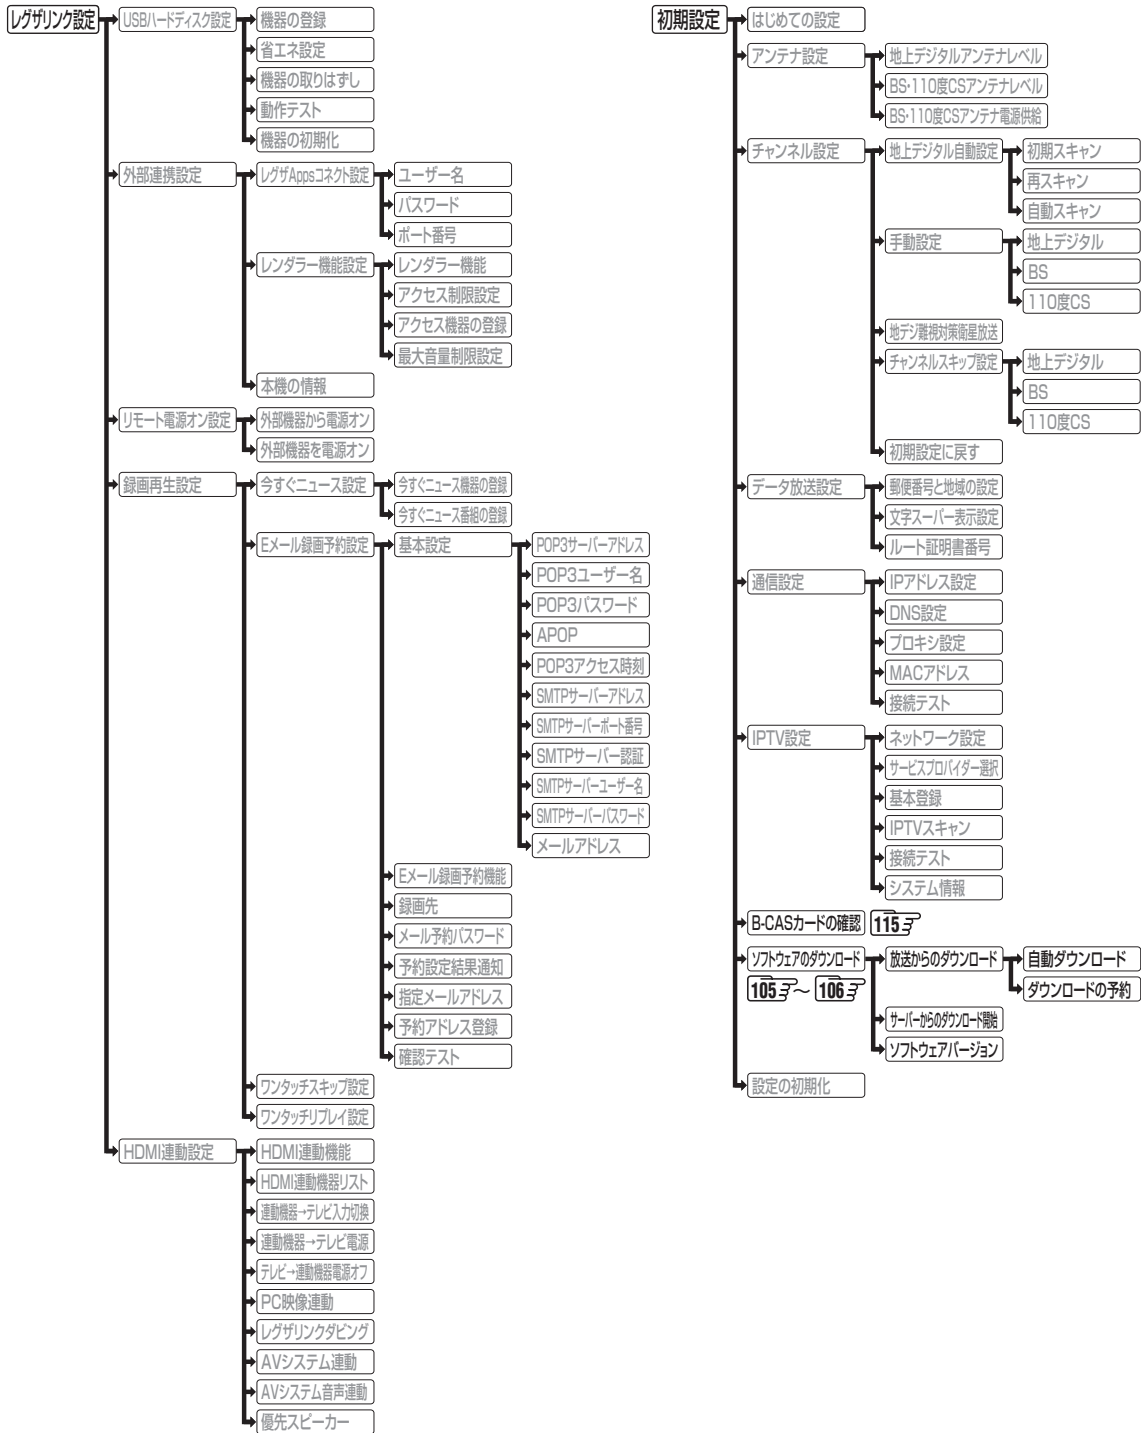 レグザリンク設定
USBハードディスク設定
機器の登録
省エネ設定
機器の取りはずし
動作テスト
機器の初期化
外部連携設定
レグザAppsコネクト設定
ユーザー名
パスワード
ポート番号
レンダラー機能設定
レンダラー機能
アクセス制限設定
アクセス機器の登録
最大音量制限設定
本機の情報
リモート電源オン設定
外部機器から電源オン
外部機器を電源オン
録画再生設定
今すぐニュース設定
今すぐニュース機器の登録
今すぐニュース番組の登録
Eメール録画予約設定
基本設定
POP3サーバーアドレス
POP3ユーザー名
POP3パスワード
APOP
POP3アクセス時刻
SMTPサーバーアドレス
SMTPサーバーポート番号
SMTPサーバー認証
SMTPサーバーユーザー名
SMTPサーバーパスワード
メールアドレス
Eメール録画予約機能
録画先
メール予約パスワード
予約設定結果通知
指定メールアドレス
予約アドレス登録
確認テスト
ワンタッチスキップ設定
ワンタッチリプレイ設定
HDMI連動設定
HDMI連動機能
HDMI連動機器リスト
連動機器→テレビ入力切換
連動機器→テレビ電源
テレビ→連動機器電源オフ
PC映像連動
レグザリンクダビング
AVシステム連動
AVシステム音声連動
優先スピーカー
初期設定
はじめての設定
アンテナ設定
地上デジタルアンテナレベル
BS・110度CSアンテナレベル
BS・110度CSアンテナ電源供給
チャンネル設定
地上デジタル自動設定
初期スキャン
再スキャン
自動スキャン
手動設定
地上デジタル
BS
110度CS
地デジ難視対策衛星放送
チャンネルスキップ設定
地上デジタル
BS
110度CS
初期設定に戻す
データ放送設定
郵便番号と地域の設定
文字スーパー表示設定
ルート証明書番号
通信設定
IPアドレス設定
DNS設定
プロキシ設定
MACアドレス
接続テスト
IPTV設定
ネットワーク設定
サービスプロバイダー選択
基本登録
IPTVスキャン
接続テスト
システム情報
B-CASカードの確認 115
ソフトウェアのダウンロード
105 ～ 106
放送からのダウンロード
自動ダウンロード
ダウンロードの予約
サーバーからのダウンロード開始
ソフトウェアバージョン
設定の初期化